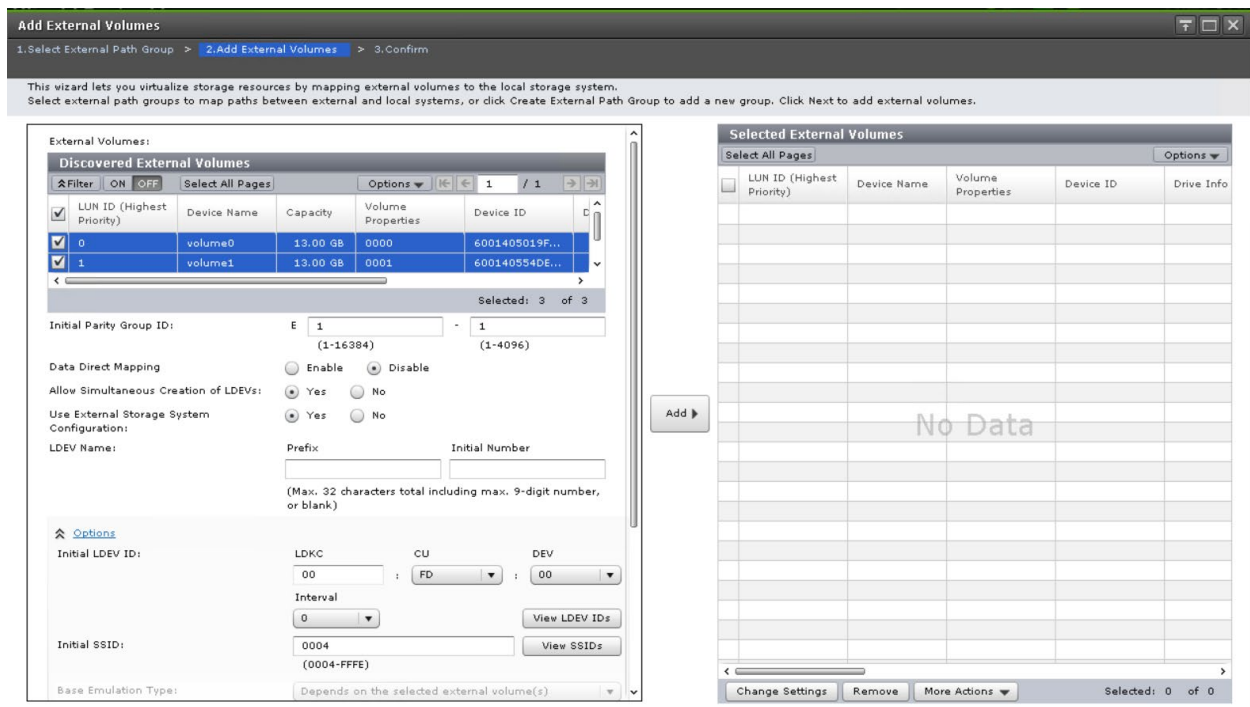 Add External Volumes
1.Select External Path Group > 2.Add External Volumes > 3.Confirm
This wizard lets you virtualize storage resources by mapping external volumes to the local storage system.
Select external path groups to map paths between external and local systems, or click Create External Path Group to add a new group. Click Next to add external volumes.
External Volumes:
Discovered External Volumes
Filter ON OFF Select All Pages Options 1 / 1
LUN ID (Highest Priority) Device Name Capacity Volume Properties Device ID
0 volume0 13.00 GB 0000 6001405019F...
1 volume1 13.00 GB 0001 600140554DE...
Selected: 3 of 3
Initial Parity Group ID: E 1 - 1
(1-16384) (1-4096)
Data Direct Mapping Enable Disable
Allow Simultaneous Creation of LDEVs: Yes No
Use External Storage System Configuration: Yes No
LDEV Name: Prefix Initial Number
(Max. 32 characters total including max. 9-digit number, or blank)
Options
Initial LDEV ID: LDKC CU DEV
00 : FD : 00
Interval
0 View LDEV IDs
Initial SSID: 0004 View SSIDs
(0004-FFFE)
Base Emulation Type: Depends on the selected external volume(s)
Add
Selected External Volumes
Select All Pages Options
LUN ID (Highest Priority) Device Name Volume Properties Device ID Drive Info
No Data
Change Settings Remove More Actions Selected: 0 of 0